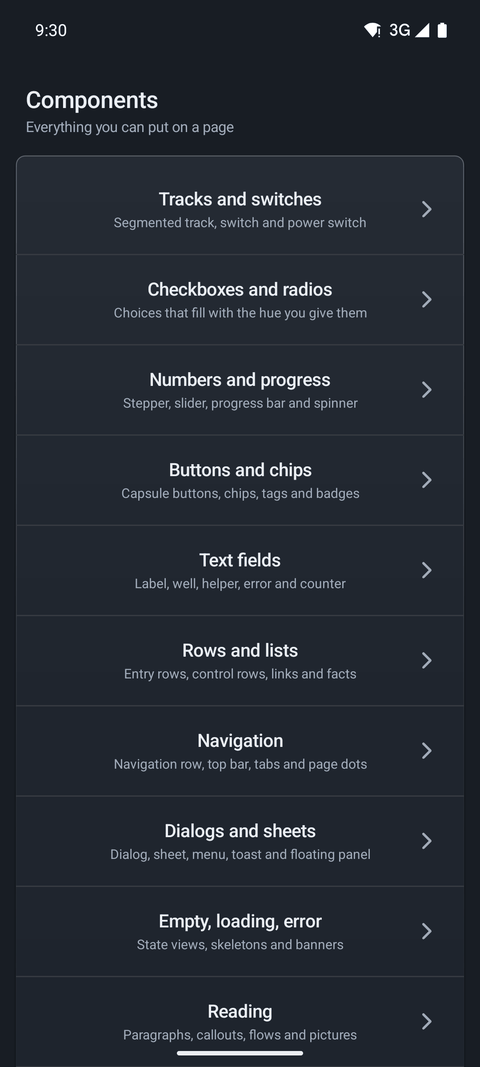 9:30
3G
Components
Everything you can put on a page
Tracks and switches
Segmented track, switch and power switch
Checkboxes and radios
Choices that fill with the hue you give them
Numbers and progress
Stepper, slider, progress bar and spinner
Buttons and chips
Capsule buttons, chips, tags and badges
Text fields
Label, well, helper, error and counter
Rows and lists
Entry rows, control rows, links and facts
Navigation
Navigation row, top bar, tabs and page dots
Dialogs and sheets
Dialog, sheet, menu, toast and floating panel
Empty, loading, error
State views, skeletons and banners
Reading
Paragraphs, callouts, flows and pictures